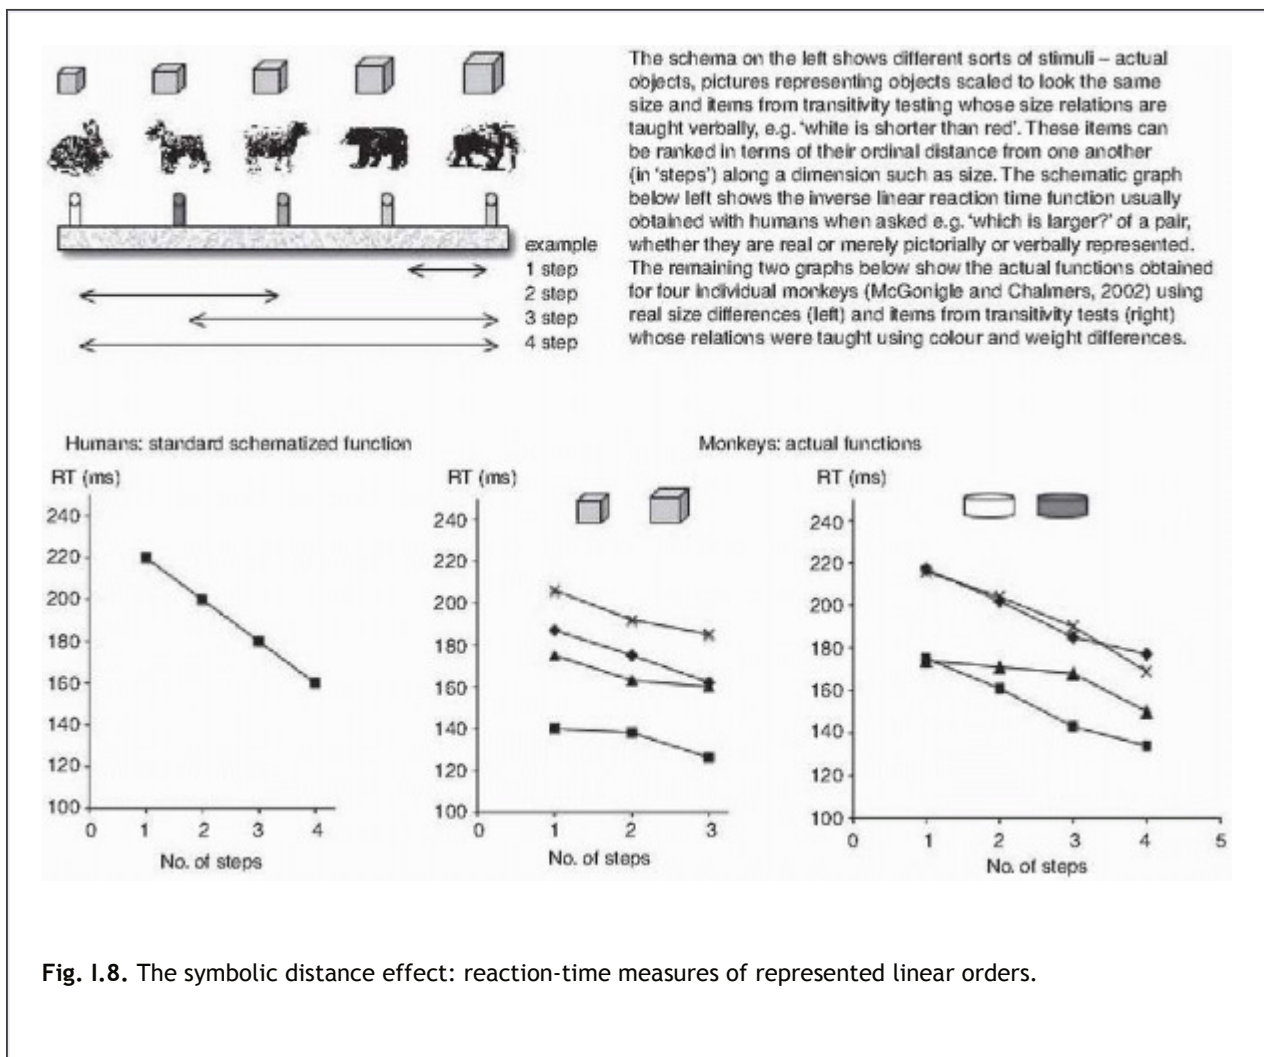 The schema on the left shows different sorts of stimuli – actual
objects, pictures representing objects scaled to look the same
size and items from transitivity testing whose size relations are
taught verbally, e.g. 'white is shorter than red'. These items can
be ranked in terms of their ordinal distance from one another
(in 'steps') along a dimension such as size. The schematic graph
below left shows the inverse linear reaction time function usually
obtained with humans when asked e.g. 'which is larger?' of a pair,
whether they are real or merely pictorially or verbally represented.
The remaining two graphs below show the actual functions obtained
for four individual monkeys (McGonigle and Chalmers, 2002) using
real size differences (left) and items from transitivity tests (right)
whose relations were taught using colour and weight differences.
example
1 step
2 step
3 step
4 step
Humans: standard schematized function
RT (ms)
240
220
200
180
160
140
120
100
0 1 2 3 4
No. of steps
Monkeys: actual functions
RT (ms)
240
220
200
180
160
140
120
100
0 1 2 3
No. of steps
RT (ms)
240
220
200
180
160
140
120
100
0 1 2 3 4 5
No. of steps
Fig. I.8. The symbolic distance effect: reaction-time measures of represented linear orders.